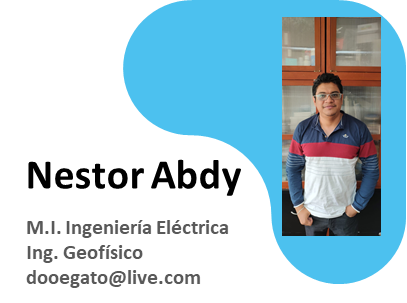 Nestor Abdy
M.I. Ingeniería Eléctrica
Ing. Geofísico
dooegato@live.com